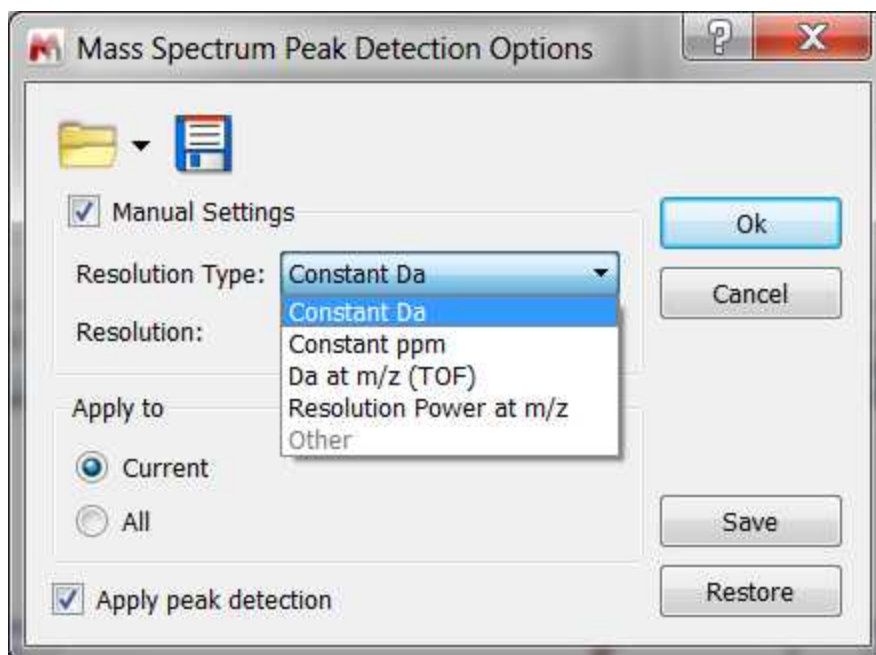 Mass Spectrum Peak Detection Options
Manual Settings
Resolution Type: Constant Da
Constant Da
Constant ppm
Da at m/z (TOF)
Resolution Power at m/z
Other
Resolution:
Apply to
Current
All
Apply peak detection
Ok
Cancel
Save
Restore